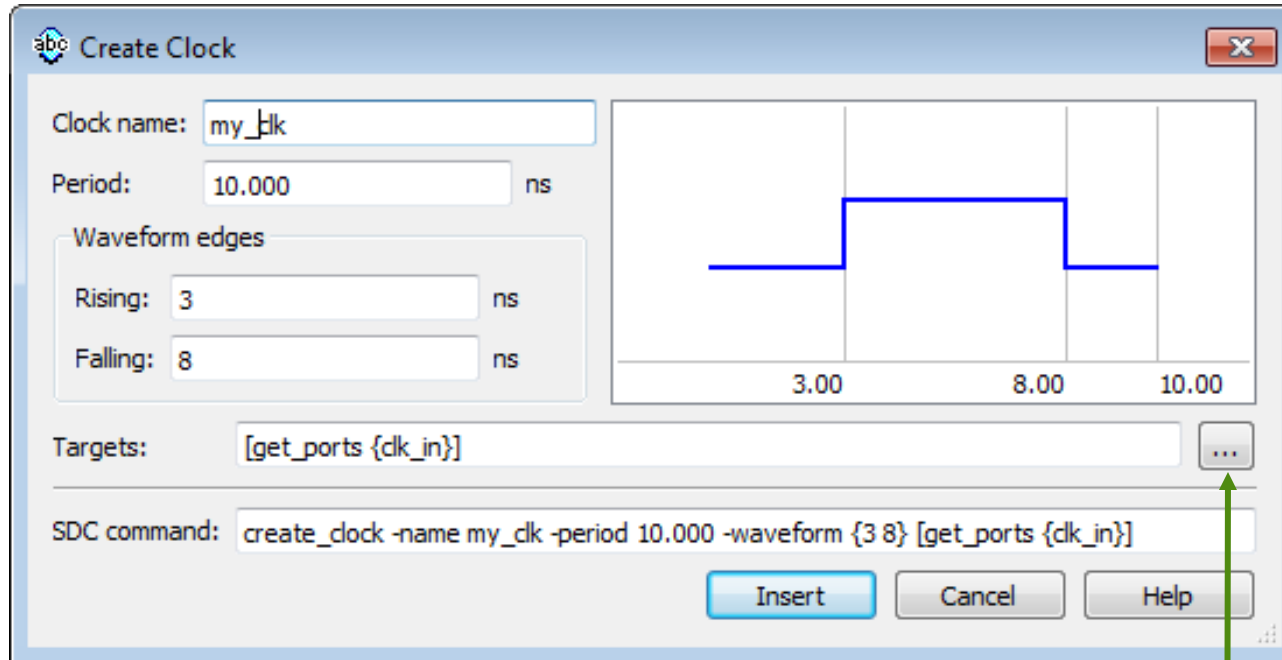 abc Create Clock
Clock name: my_clk
Period: 10.000 ns
Waveform edges
Rising: 3 ns
Falling: 8 ns
3.00 8.00 10.00
Targets: [get_ports {clk_in}] ...
SDC command: create_clock -name my_clk -period 10.000 -waveform {3 8} [get_ports {clk_in}]
Insert Cancel Help